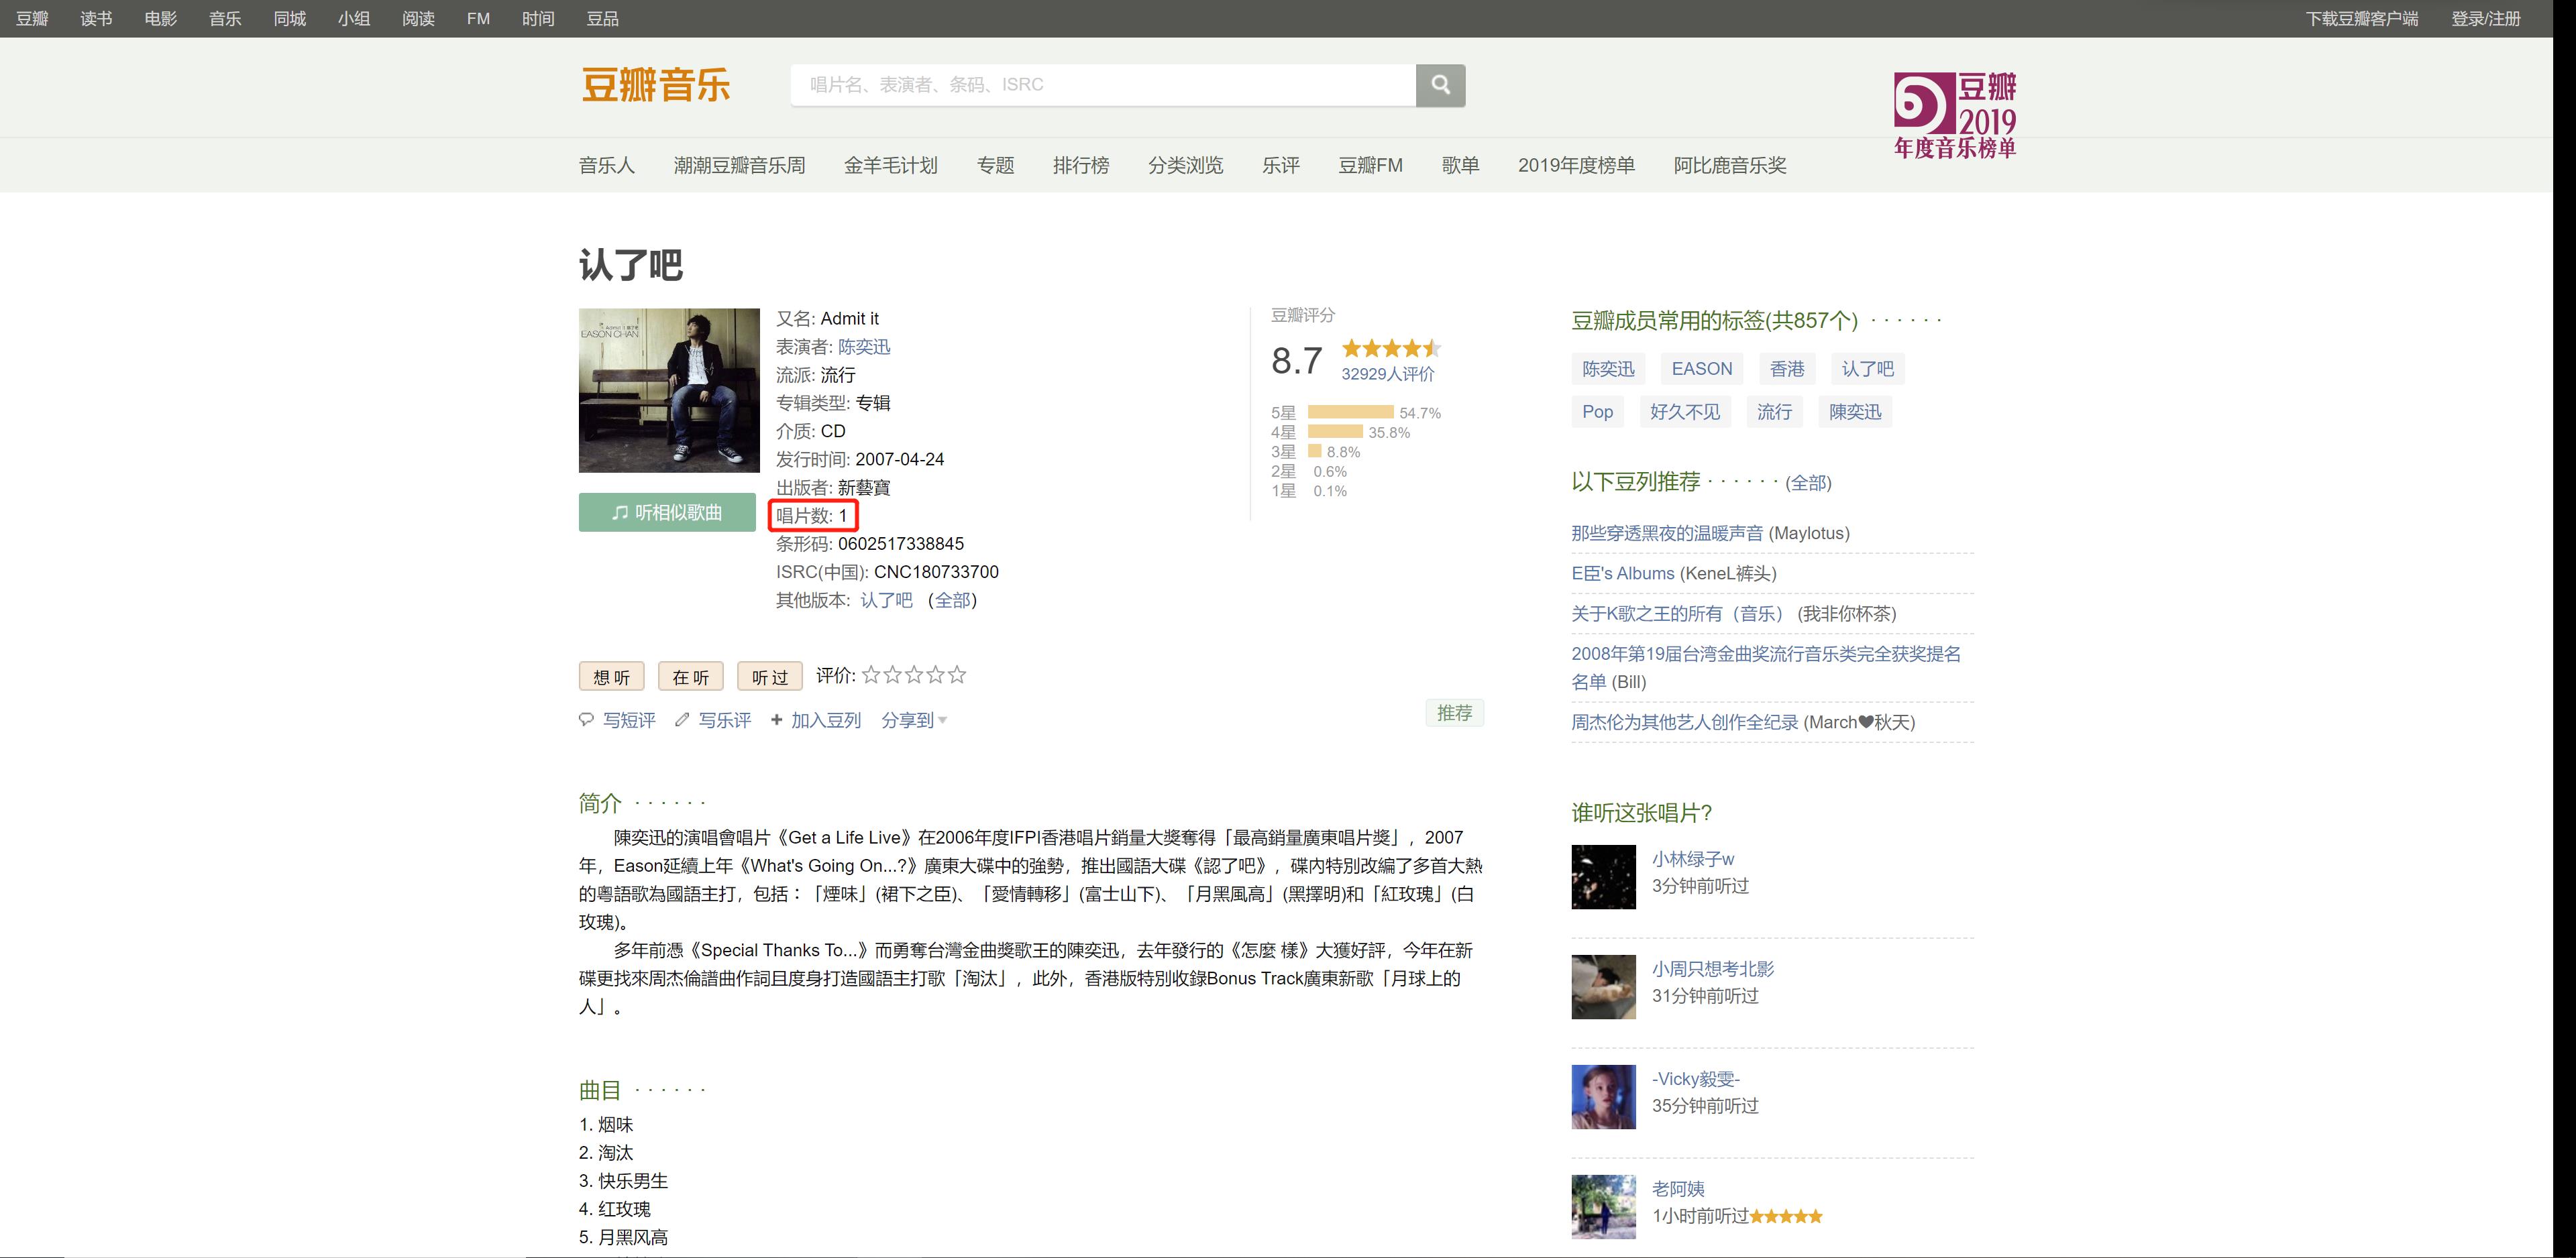 豆瓣 读书 电影 音乐 同城 小组 阅读 FM 时间 豆品 下载豆瓣客户端 登录/注册
豆瓣音乐
唱片名、表演者、条码、ISRC
豆瓣
2019
年度音乐榜单
音乐人 潮潮豆瓣音乐周 金羊毛计划 专题 排行榜 分类浏览 乐评 豆瓣FM 歌单 2019年度榜单 阿比鹿音乐奖
认了吧
Admit it 認了吧
EASON CHAN
听相似歌曲
又名: Admit it
表演者: 陈奕迅
流派: 流行
专辑类型: 专辑
介质: CD
发行时间: 2007-04-24
出版者: 新藝寶
唱片数: 1
条形码: 0602517338845
ISRC(中国): CNC180733700
其他版本: 认了吧 (全部)
豆瓣评分
8.7
32929人评价
5星 54.7%
4星 35.8%
3星 8.8%
2星 0.6%
1星 0.1%
想听 在听 听过 评价:
写短评 写乐评 + 加入豆列 分享到
推荐
简介 · · · · · ·
陳奕迅的演唱會唱片《Get a Life Live》在2006年度IFPI香港唱片銷量大獎奪得「最高銷量廣東唱片獎」，2007
年，Eason延續上年《What's Going On...?》廣東大碟中的強勢，推出國語大碟《認了吧》，碟內特別改編了多首大熱
的粵語歌為國語主打，包括：「煙味」(裙下之臣)、「愛情轉移」(富士山下)、「月黑風高」(黑擇明)和「紅玫瑰」(白
玫瑰)。
多年前憑《Special Thanks To...》而勇奪台灣金曲獎歌王的陳奕迅，去年發行的《怎麼 樣》大獲好評，今年在新
碟更找來周杰倫譜曲作詞且度身打造國語主打歌「淘汰」，此外，香港版特別收錄Bonus Track廣東新歌「月球上的
人」。
曲目 · · · · · ·
1. 烟味
2. 淘汰
3. 快乐男生
4. 红玫瑰
5. 月黑风高
豆瓣成员常用的标签(共857个) · · · · · ·
陈奕迅 EASON 香港 认了吧
Pop 好久不见 流行 陳奕迅
以下豆列推荐 · · · · · · (全部)
那些穿透黑夜的温暖声音 (Maylotus)
E臣's Albums (KeneL裤头)
关于K歌之王的所有（音乐） (我非你杯茶)
2008年第19届台湾金曲奖流行音乐类完全获奖提名
名单 (Bill)
周杰伦为其他艺人创作全纪录 (March❤秋天)
谁听这张唱片?
小林绿子w
3分钟前听过
小周只想考北影
31分钟前听过
-Vicky毅雯-
35分钟前听过
老阿姨
1小时前听过★★★★★